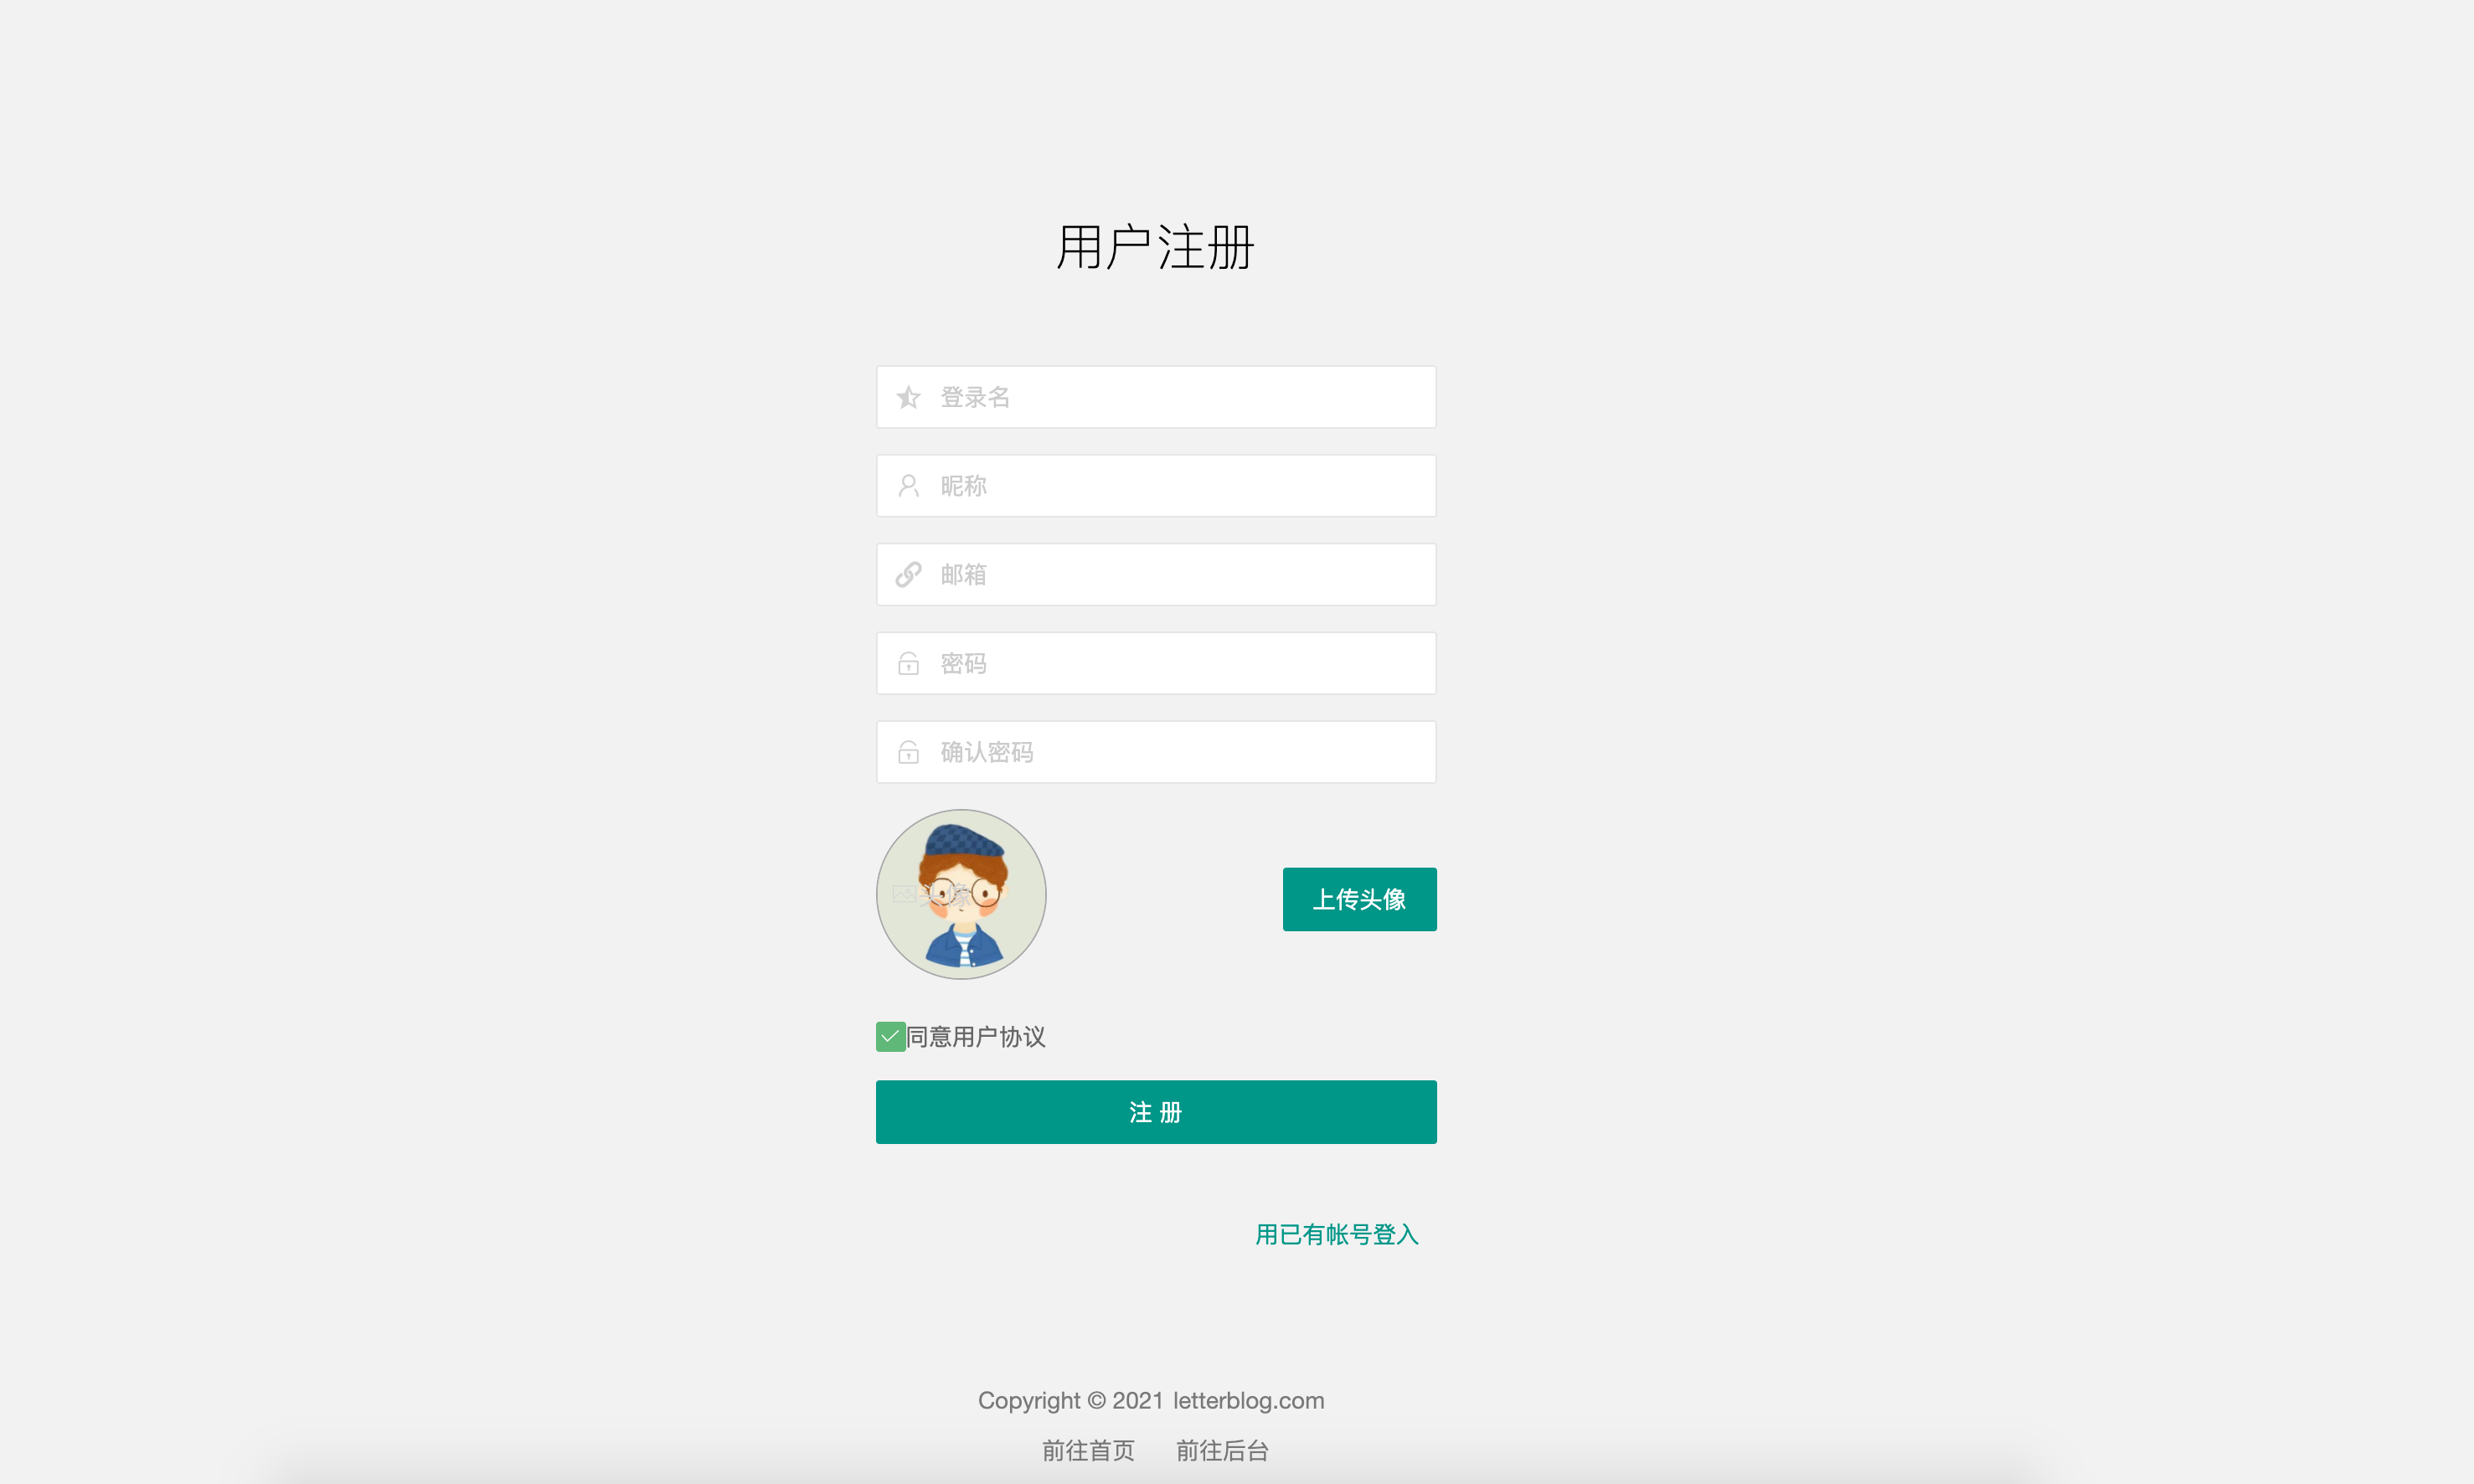 用户注册
登录名
昵称
邮箱
密码
确认密码
头像
上传头像
同意用户协议
注 册
用已有帐号登入
Copyright © 2021 letterblog.com
前往首页 前往后台